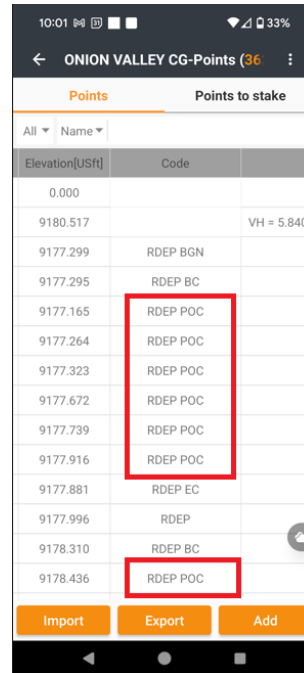 10:01 31 33%
ONION VALLEY CG-Points (36
Points Points to stake
All Name
Elevation[USft] Code
0.000
9180.517 VH = 5.840
9177.299 RDEP BGN
9177.295 RDEP BC
9177.165 RDEP POC
9177.264 RDEP POC
9177.323 RDEP POC
9177.672 RDEP POC
9177.739 RDEP POC
9177.916 RDEP POC
9177.881 RDEP EC
9177.996 RDEP
9178.310 RDEP BC
9178.436 RDEP POC
Import Export Add